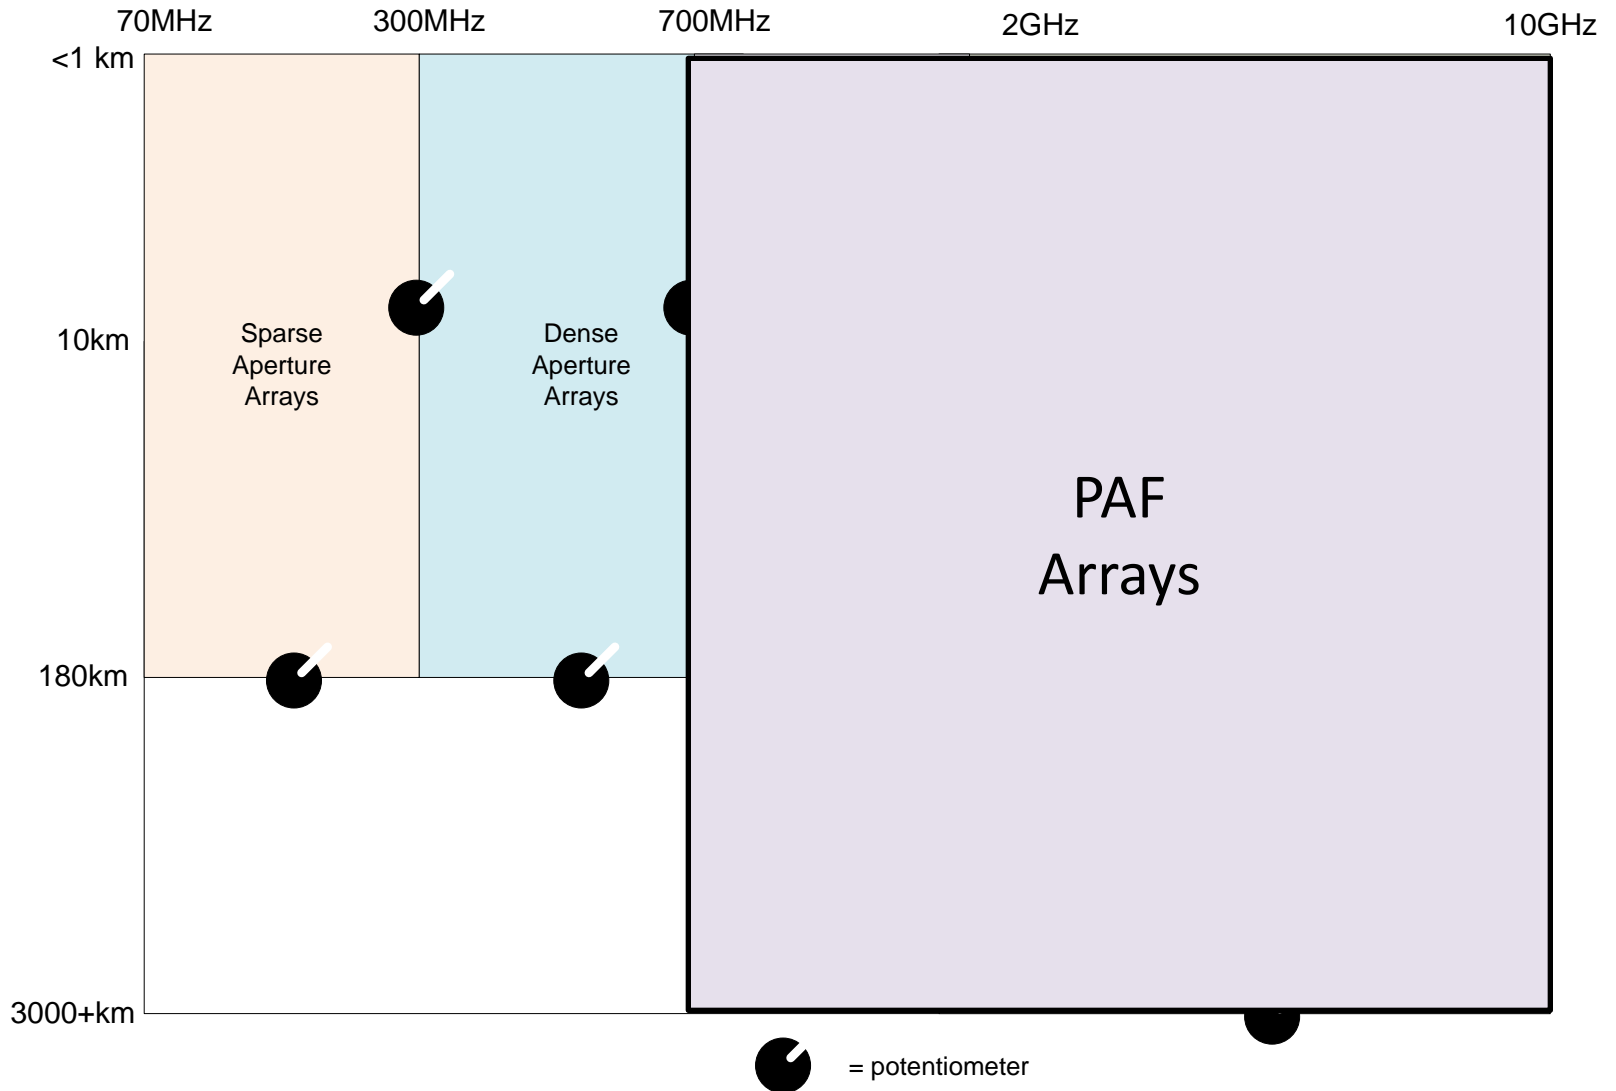 70MHz 300MHz 700MHz 2GHz 10GHz
<1 km
10km
Sparse
Aperture
Arrays
Dense
Aperture
Arrays
PAF
Arrays
180km
3000+km
= potentiometer